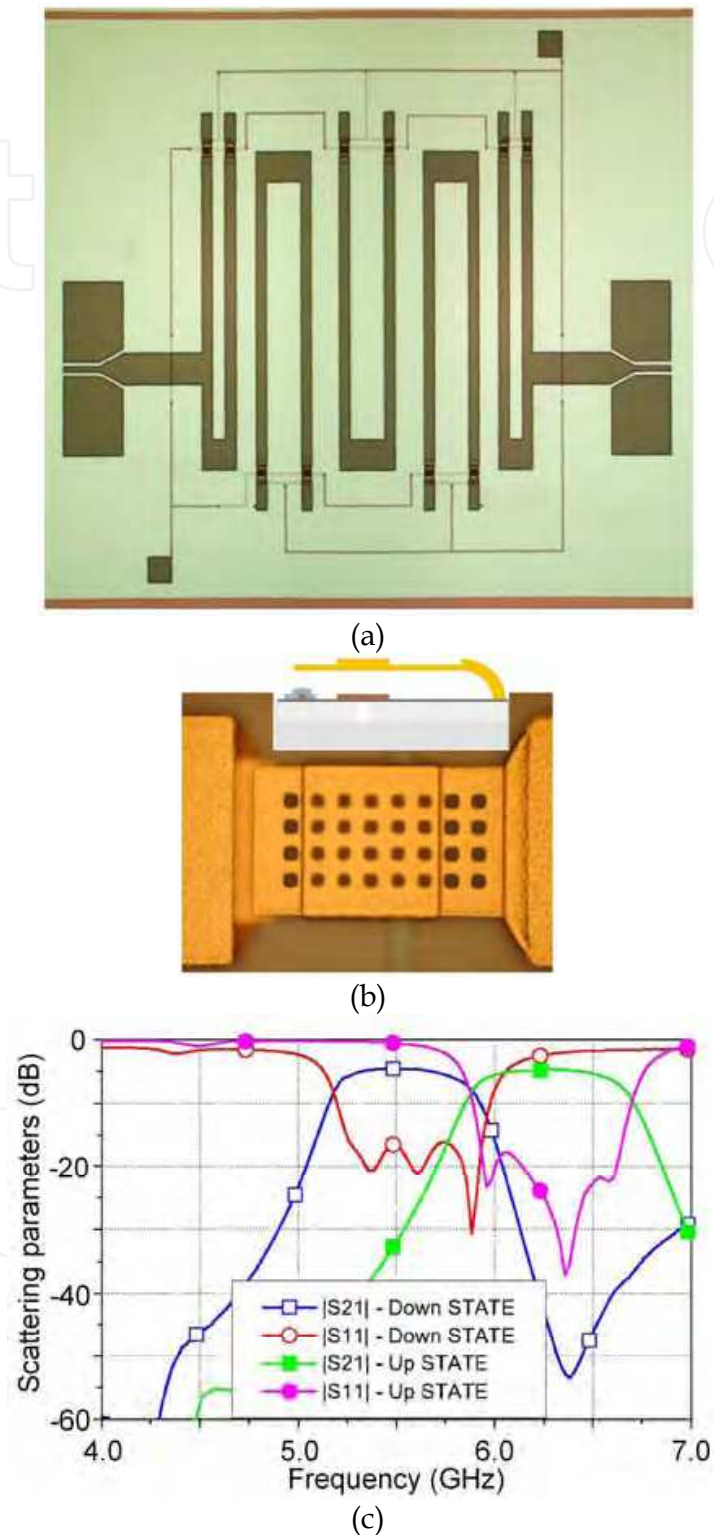 (a)
(b)
Scattering parameters (dB)
0
-20
-40
-60
|S21| - Down STATE
|S11| - Down STATE
|S21| - Up STATE
|S11| - Up STATE
4.0 5.0 6.0 7.0
Frequency (GHz)
(c)